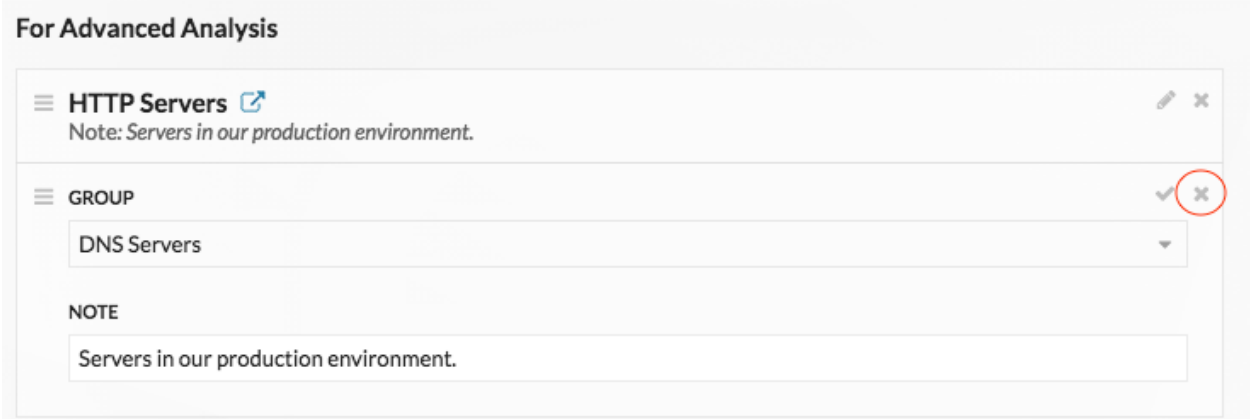 For Advanced Analysis
HTTP Servers
Note: Servers in our production environment.
GROUP
DNS Servers
NOTE
Servers in our production environment.